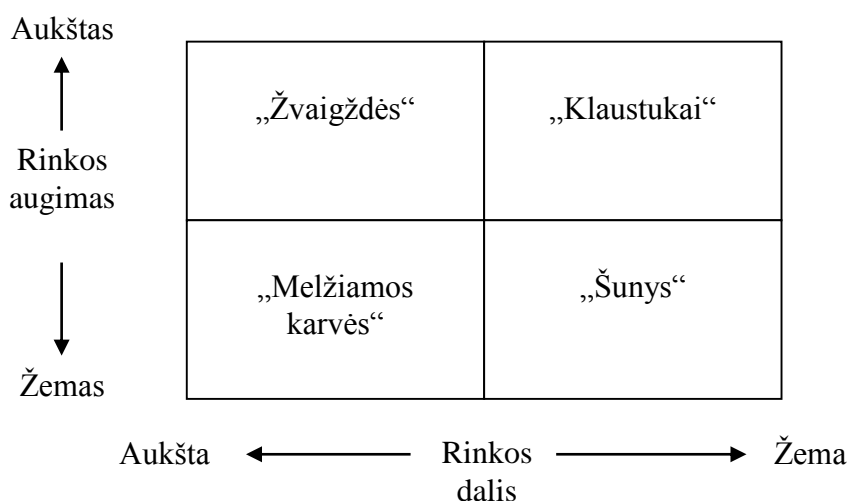 Aukštas
„Žvaigždės“
„Klaustukai“
Rinkos
augimas
„Melžiamos
karvės“
„Šunys“
Žemas
Aukšta
Rinkos
dalis
Žema